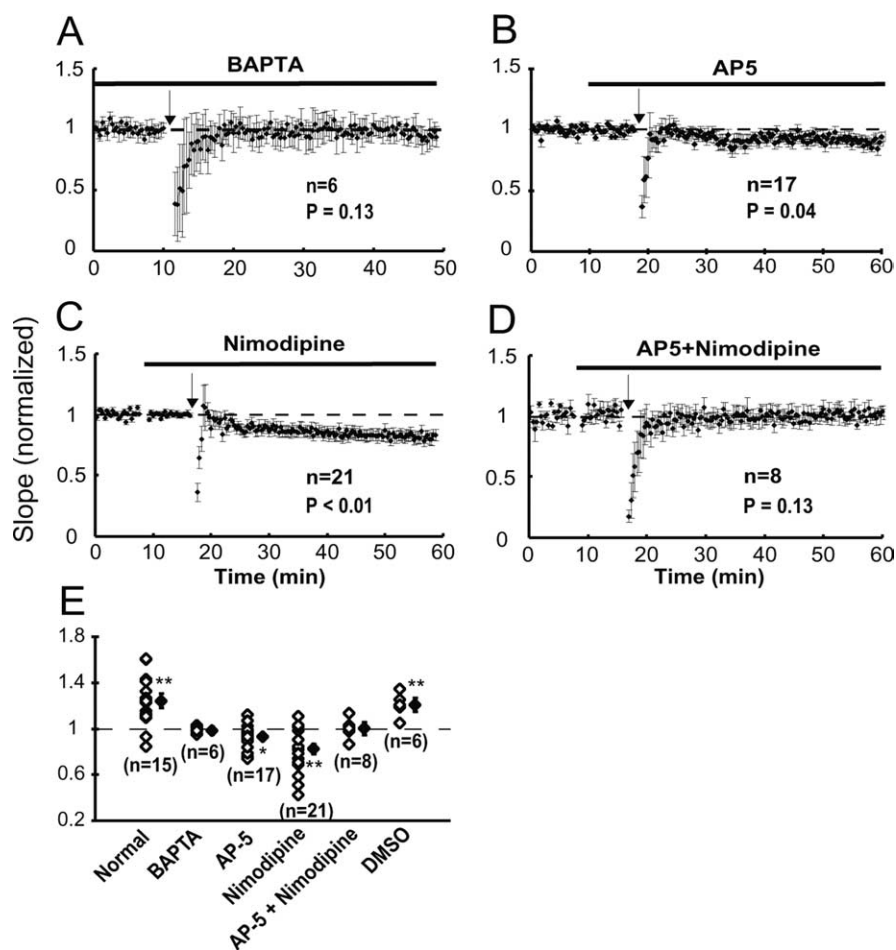 A
BAPTA
1.5
1
0.5
0
n=6
P = 0.13
0 10 20 30 40 50
B
AP5
1.5
1
0.5
0
n=17
P = 0.04
0 10 20 30 40 50 60
Slope (normalized)
C
Nimodipine
1.5
1
0.5
0
n=21
P < 0.01
0 10 20 30 40 50 60
Time (min)
D
AP5+Nimodipine
1.5
1
0.5
0
n=8
P = 0.13
0 10 20 30 40 50 60
Time (min)
E
1.8
1.4
1
0.6
0.2
**
(n=15)
(n=6)
*
(n=17)
**
(n=21)
(n=8)
**
(n=6)
Normal
BAPTA
AP-5
Nimodipine
AP-5 + Nimodipine
DMSO